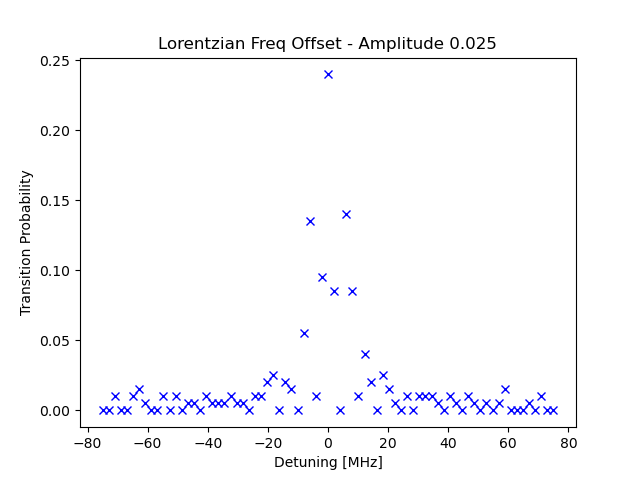 Lorentzian Freq Offset - Amplitude 0.025
0.25
0.20
0.15
0.10
0.05
0.00
Transition Probability
−80 −60 −40 −20 0 20 40 60 80
Detuning [MHz]